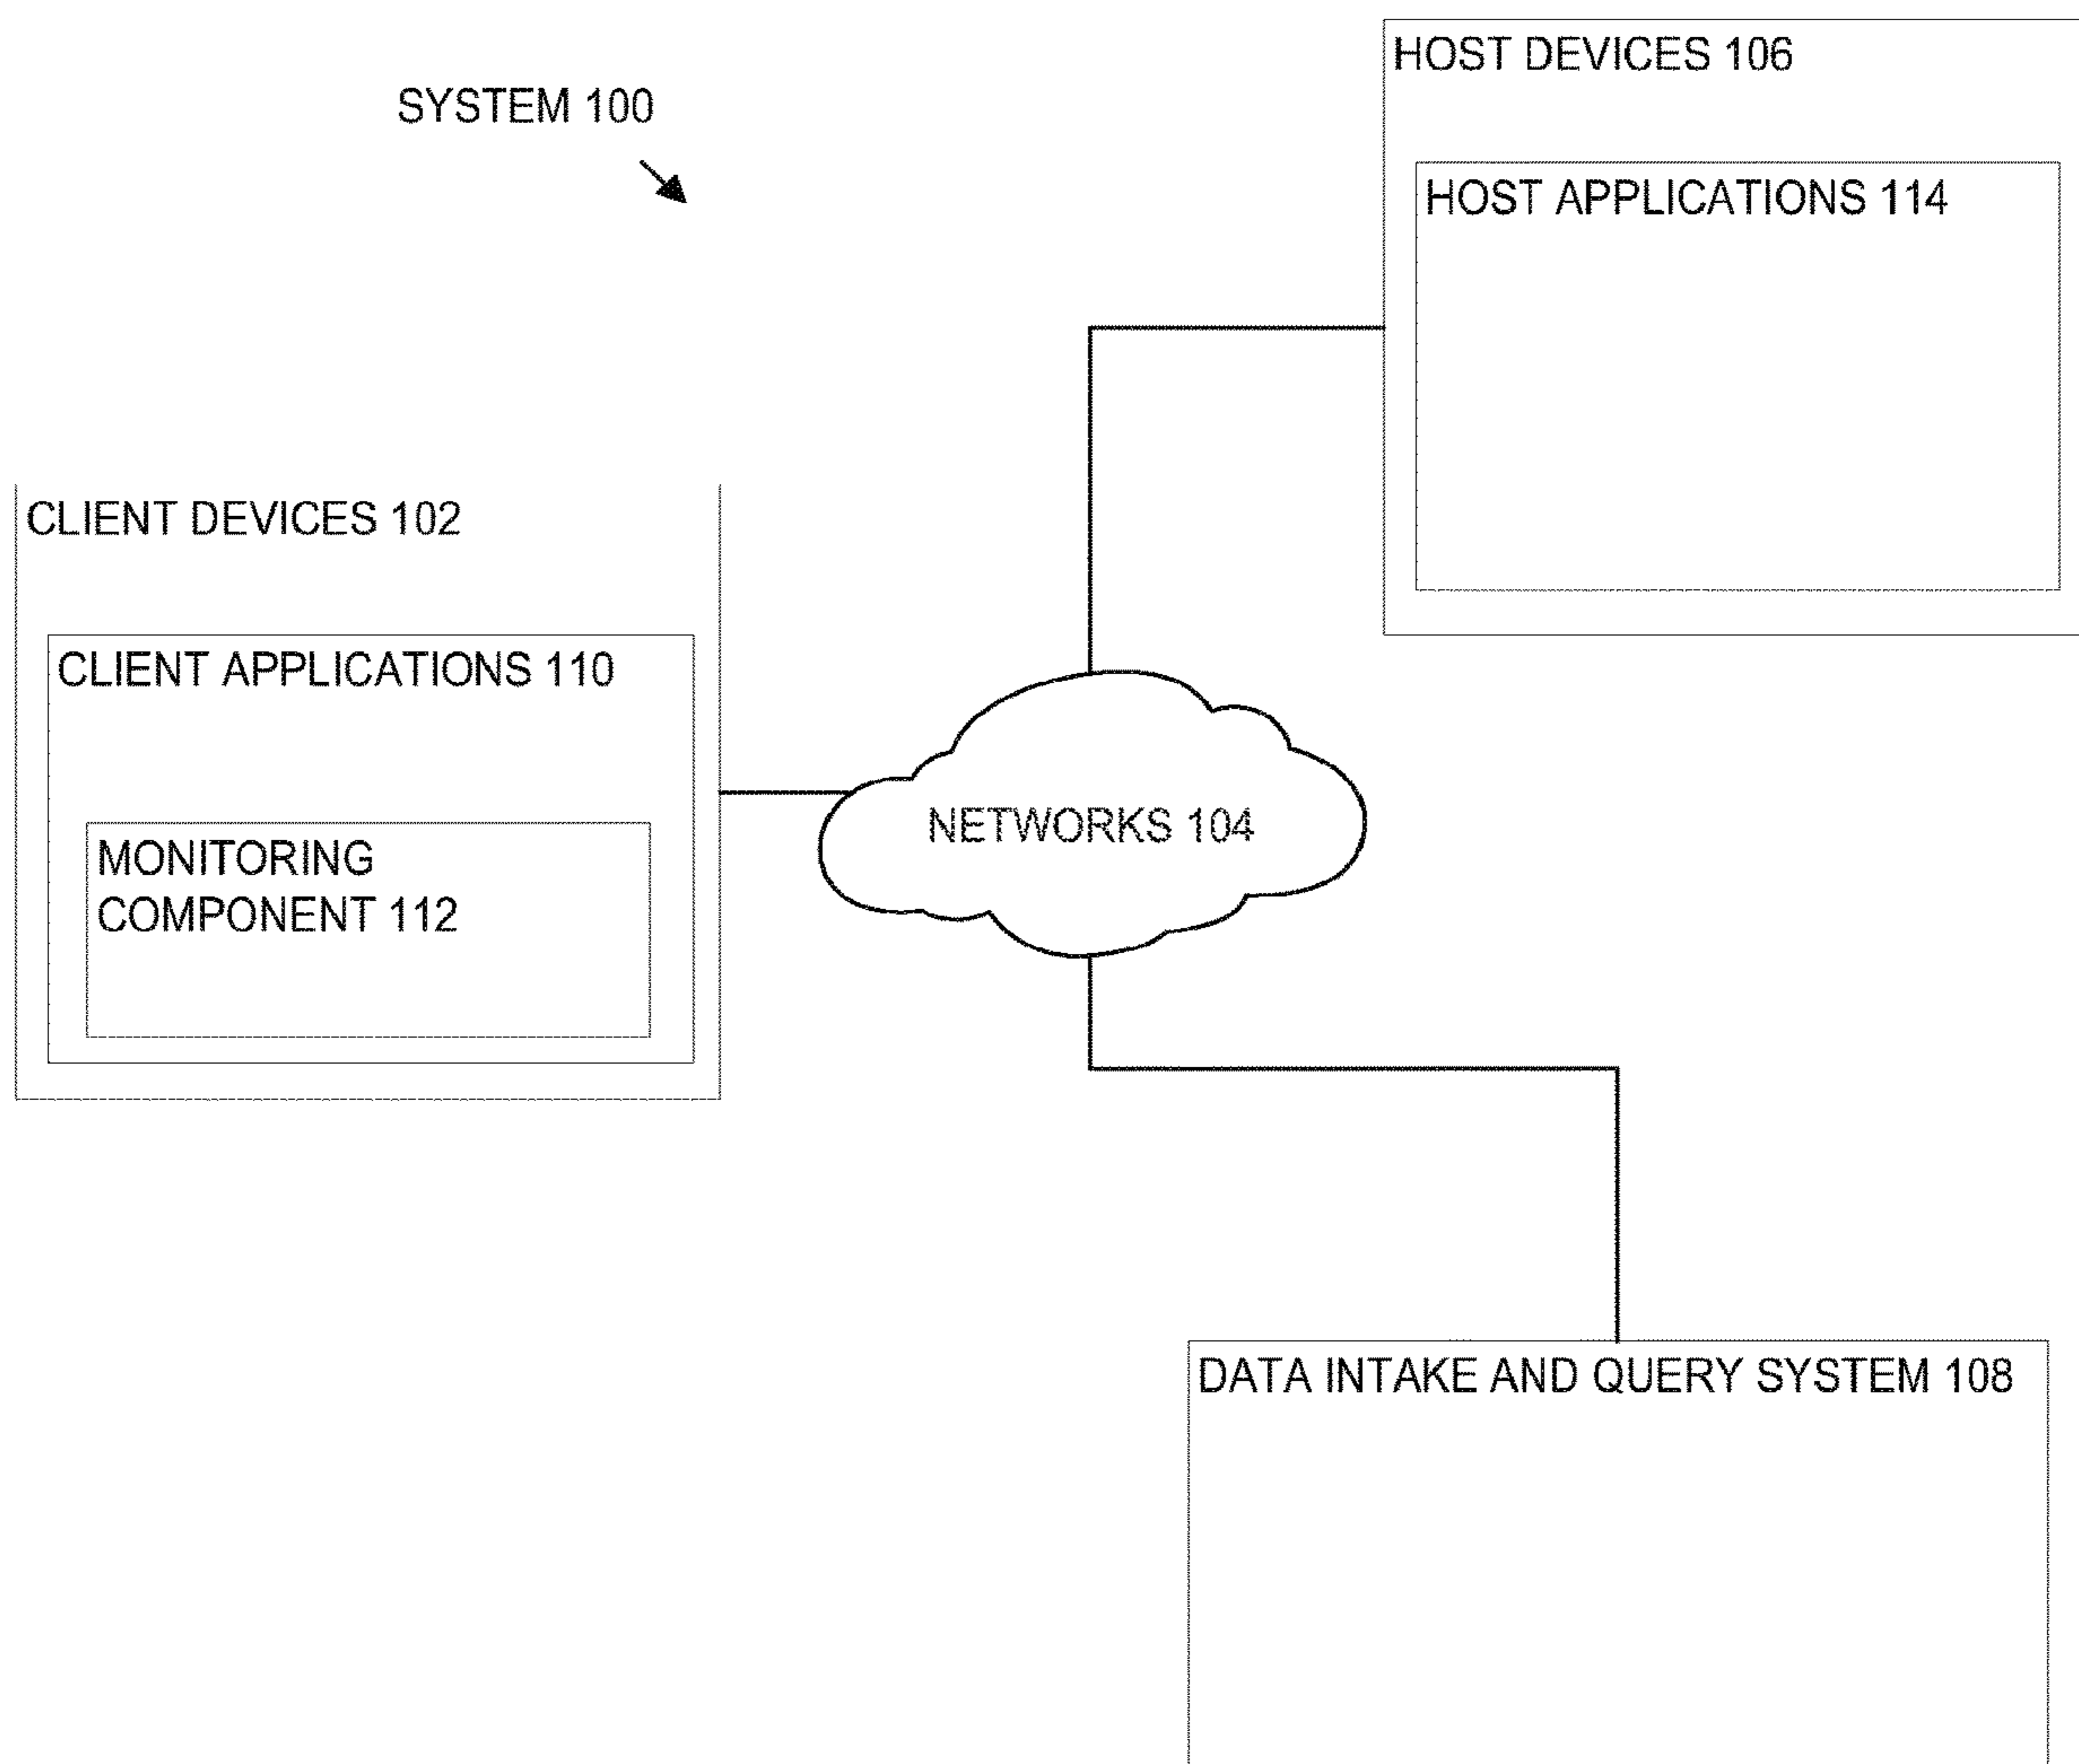 SYSTEM 100
HOST DEVICES 106
HOST APPLICATIONS 114
CLIENT DEVICES 102
CLIENT APPLICATIONS 110
MONITORING
COMPONENT 112
NETWORKS 104
DATA INTAKE AND QUERY SYSTEM 108